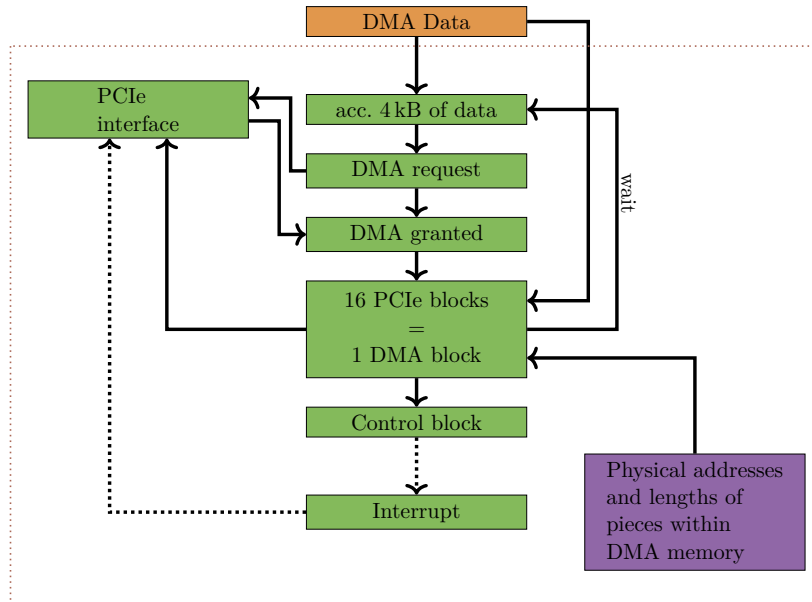 DMA Data
PCIe
interface
acc. 4 kB of data
DMA request
wait
DMA granted
16 PCIe blocks
=
1 DMA block
Control block
Physical addresses
and lengths of
pieces within
DMA memory
Interrupt